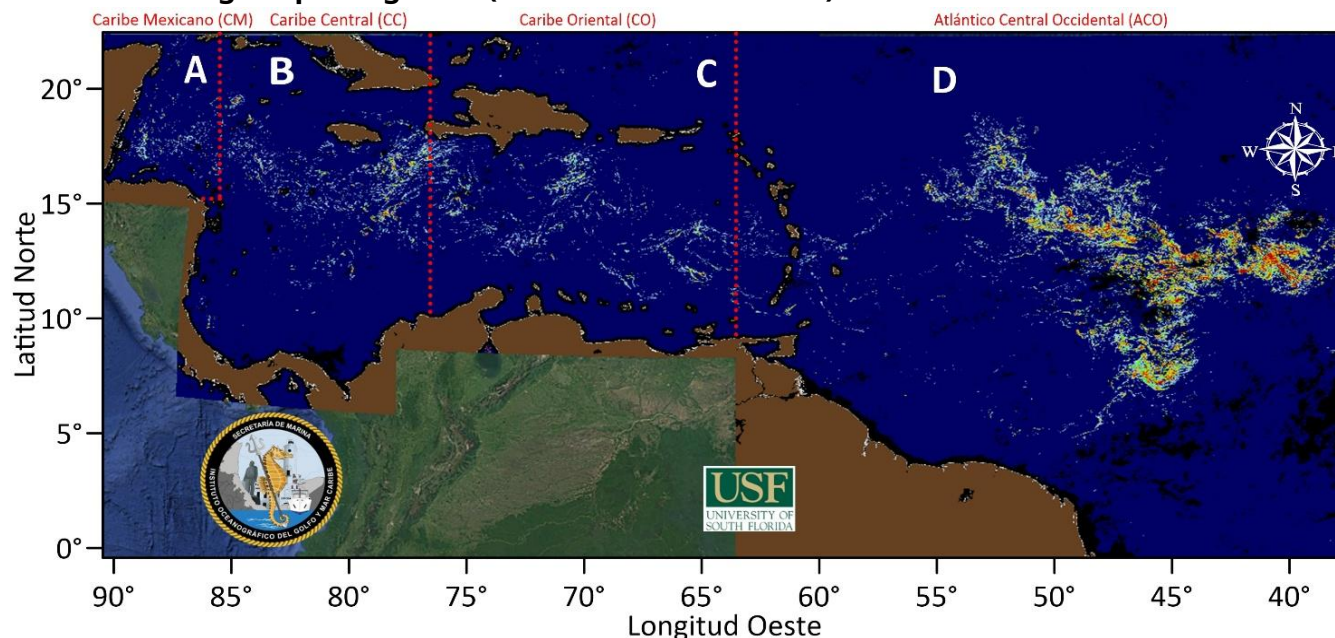 Caribe Mexicano (CM) Caribe Central (CC) Caribe Oriental (CO) Atlántico Central Occidental (ACO)
A B C D
N
W
S
20°
15°
10°
5°
0°
Latitud Norte
SECRETARÍA DE MARINA
INSTITUTO OCEANOGRÁFICO DEL GOLFO Y MAR CARIBE
USF
UNIVERSITY OF
SOUTH FLORIDA
90° 85° 80° 75° 70° 65° 60° 55° 50° 45° 40°
Longitud Oeste